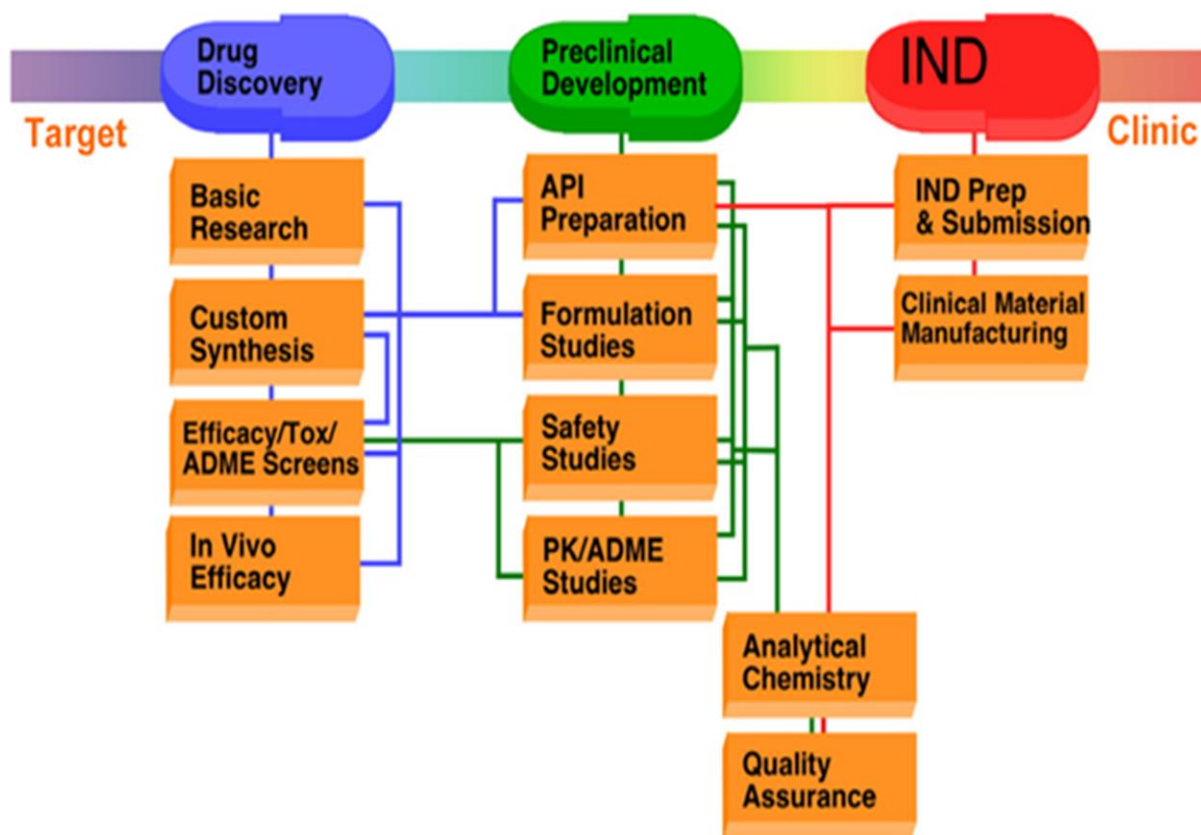 Drug
Discovery
Preclinical
Development
IND
Target
Clinic
Basic
Research
Custom
Synthesis
Efficacy/Tox/
ADME Screens
In Vivo
Efficacy
API
Preparation
Formulation
Studies
Safety
Studies
PK/ADME
Studies
IND Prep
& Submission
Clinical Material
Manufacturing
Analytical
Chemistry
Quality
Assurance